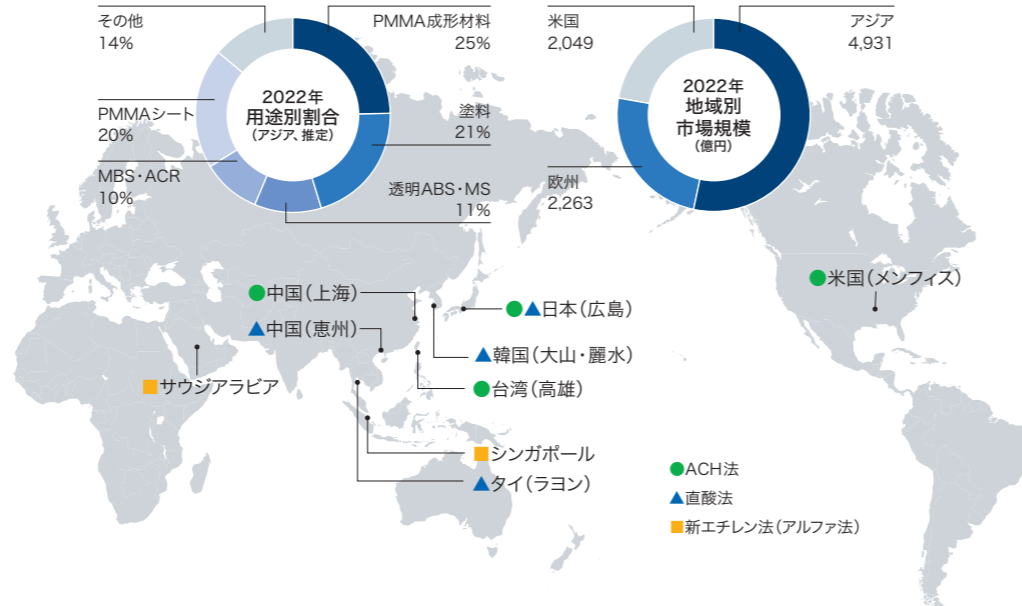 その他
14%
PMMA成形材料
25%
PMMAシート
20%
2022年
用途別割合
(アジア、推定)
塗料
21%
MBS・ACR
10%
透明ABS・MS
11%
米国
2,049
アジア
4,931
2022年
地域別
市場規模
(億円)
欧州
2,263
中国(上海)
中国(恵州)
サウジアラビア
日本(広島)
韓国(大山・麗水)
台湾(高雄)
シンガポール
タイ(ラヨン)
米国(メンフィス)
ACH法
直酸法
新エチレン法(アルファ法)